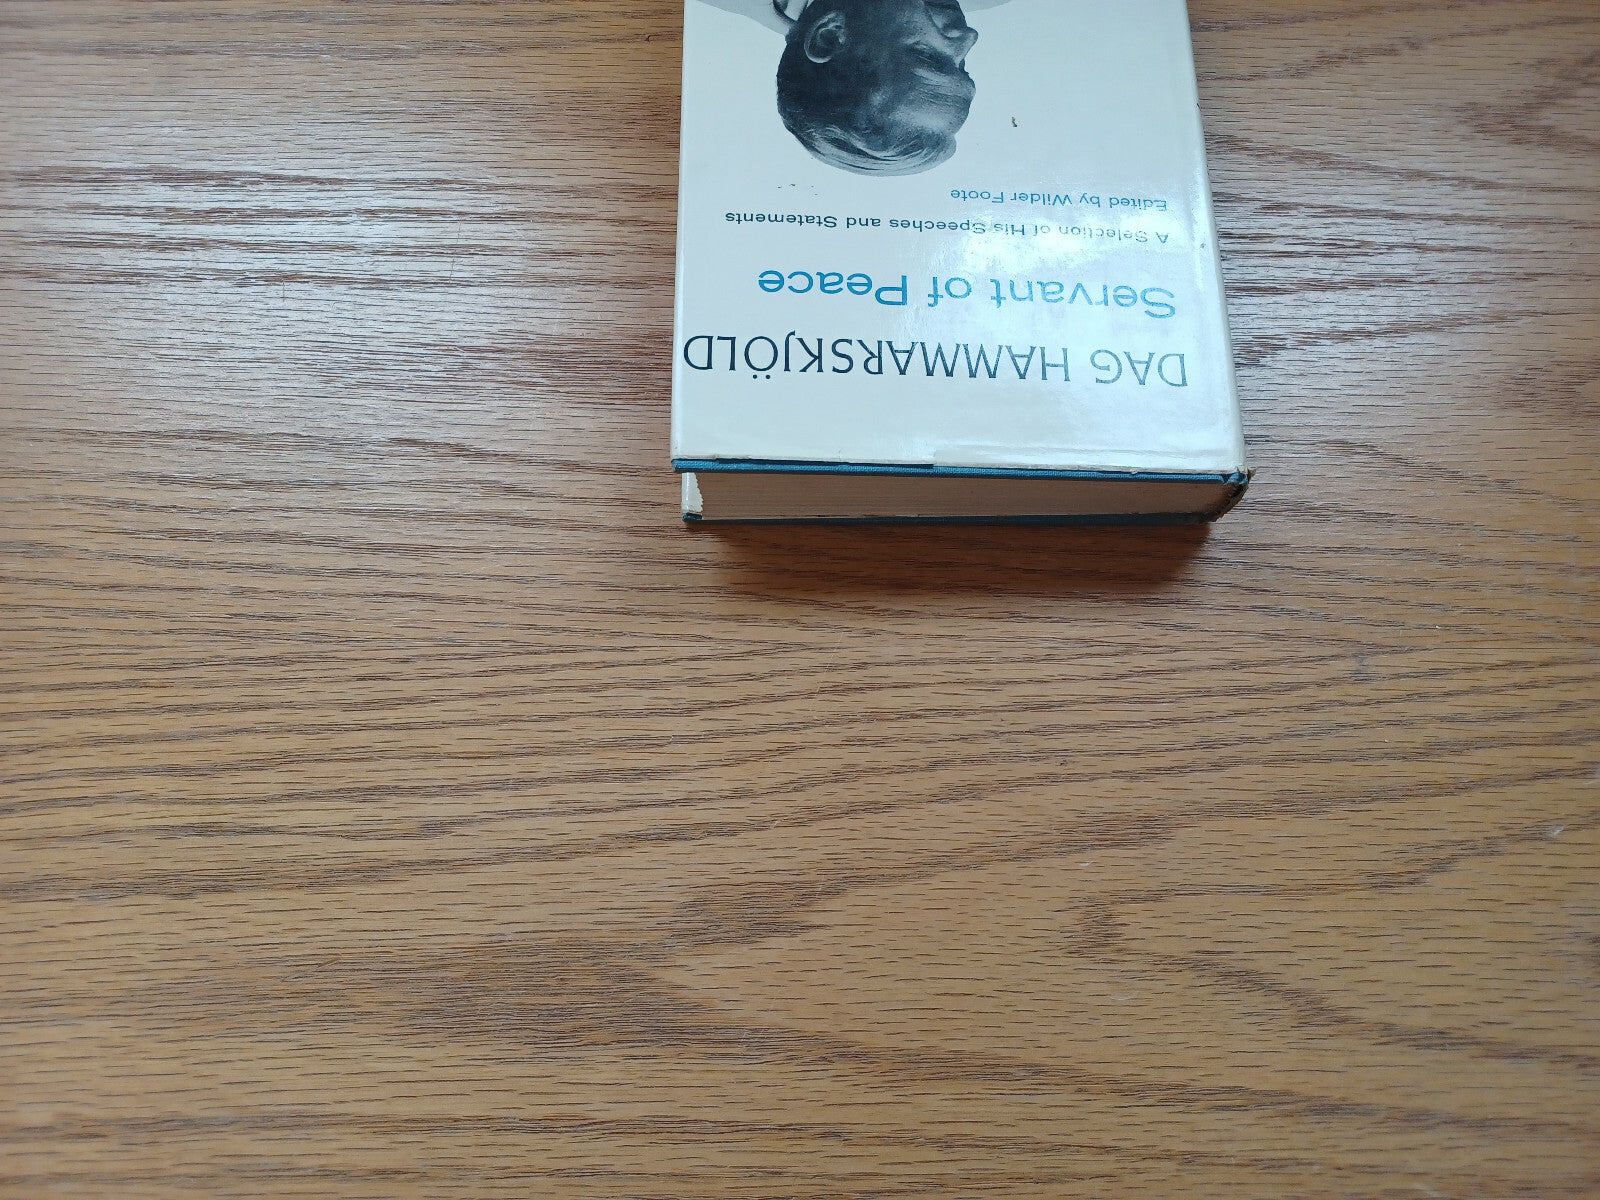 DAG HAMMARSKJÖLD
Servant of Peace
A Selection of His Speeches and Statements
Edited by Wilder Foote